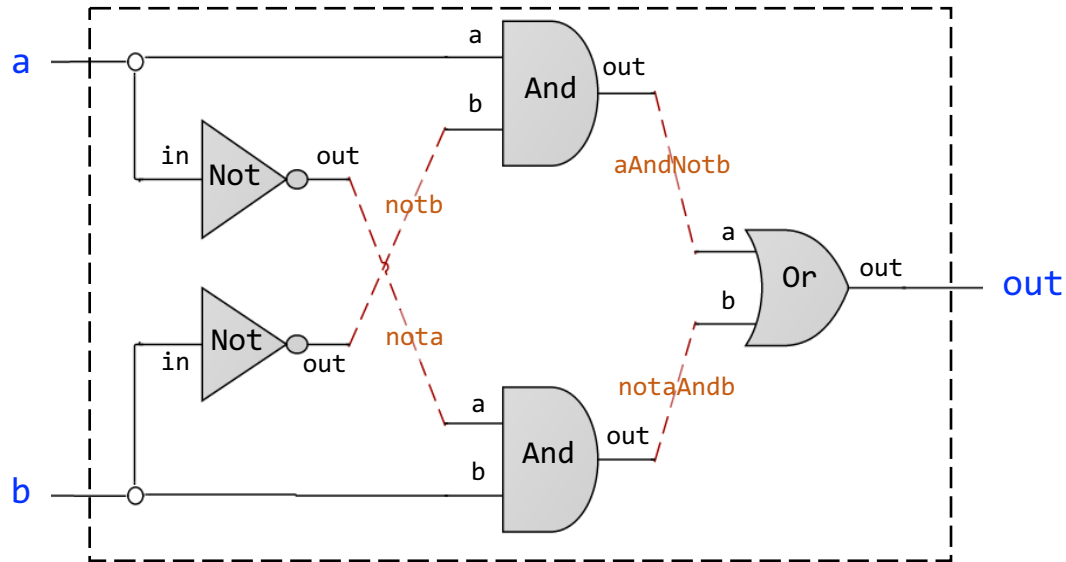 a
a
And
out
b
in
Not
out
aAndNotb
notb
a
Or
out
out
b
Not
in
out
nota
notaAndb
a
And
out
b
b